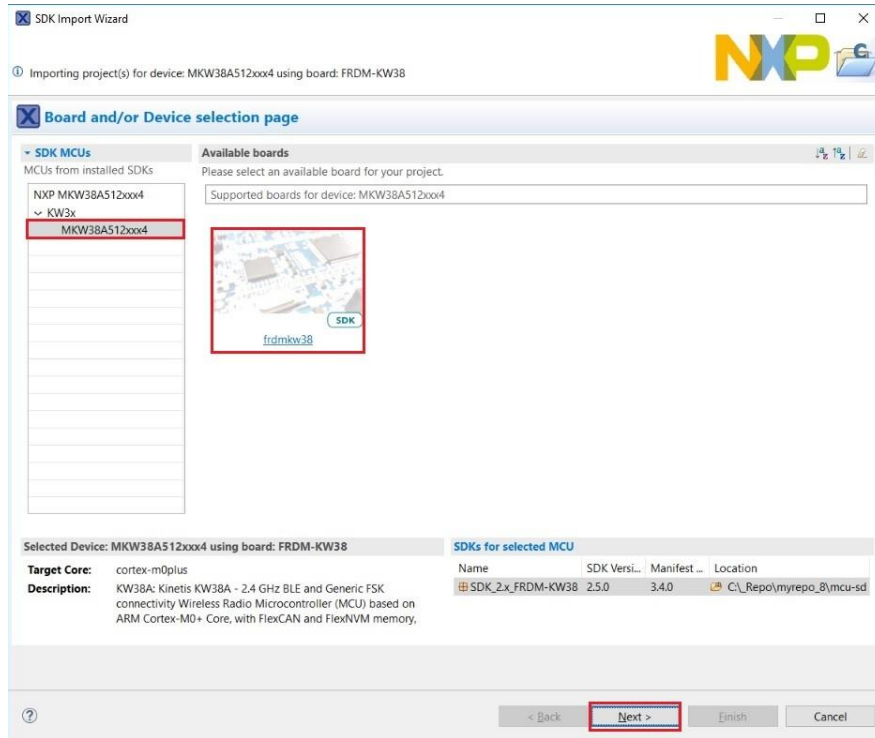 SDK Import Wizard
Importing project(s) for device: MKW38A512xxx4 using board: FRDM-KW38
NXP
Board and/or Device selection page
SDK MCUs
MCUs from installed SDKs
NXP MKW38A512xxx4
KW3x
MKW38A512xxx4
Available boards
Please select an available board for your project.
Supported boards for device: MKW38A512xxx4
SDK
frdmkw38
Selected Device: MKW38A512xxx4 using board: FRDM-KW38
Target Core: cortex-m0plus
Description: KW38A: Kinetis KW38A - 2.4 GHz BLE and Generic FSK
connectivity Wireless Radio Microcontroller (MCU) based on
ARM Cortex-M0+ Core, with FlexCAN and FlexNVM memory,
SDKs for selected MCU
Name SDK Versi... Manifest ... Location
SDK_2.x_FRDM-KW38 2.5.0 3.4.0 C:\_Repo\myrepo_8\mcu-sd
< Back Next > Finish Cancel